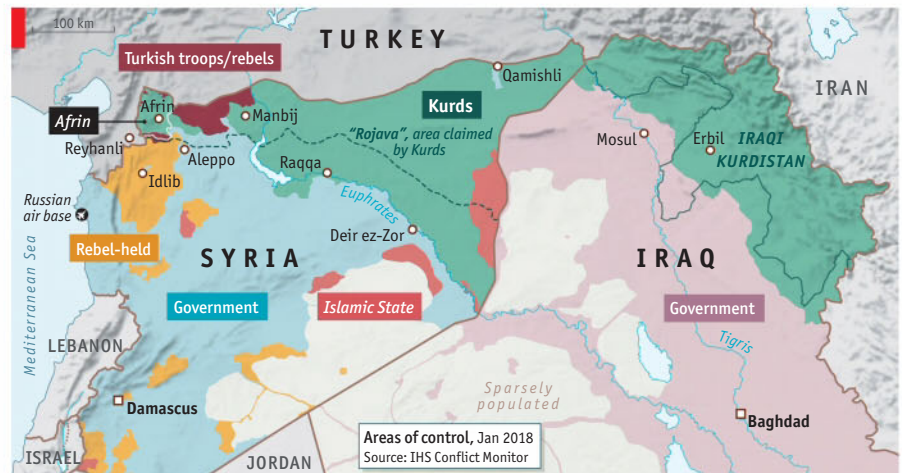 100 km
TURKEY
Turkish troops/rebels
Qamishli
IRAN
Afrin
Afrin
Manbij
Kurds
Reyhanli
Aleppo
"Rojava", area claimed
by Kurds
Mosul
Erbil
IRAQI
KURDISTAN
Idlib
Raqqa
Russian
air base
Euphrates
Deir ez-Zor
Rebel-held
SYRIA
IRAQ
Mediterranean Sea
Government
Islamic State
Government
LEBANON
Tigris
Sparsely
populated
Damascus
Baghdad
Areas of control, Jan 2018
Source: IHS Conflict Monitor
ISRAEL
JORDAN